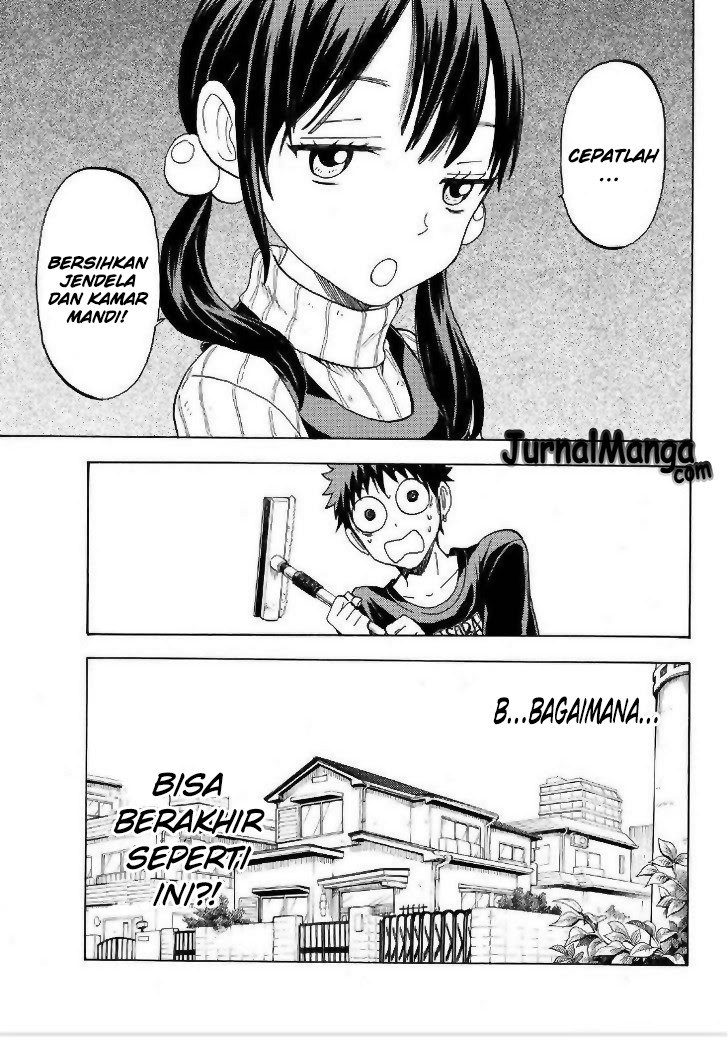 CEPATLAH
...
BERSIHKAN
JENDELA
DAN KAMAR
MANDI!
JURNALMANGA
.com
B...BAGAIMANA...
BISA
BERAKHIR
SEPERTI
INI?!